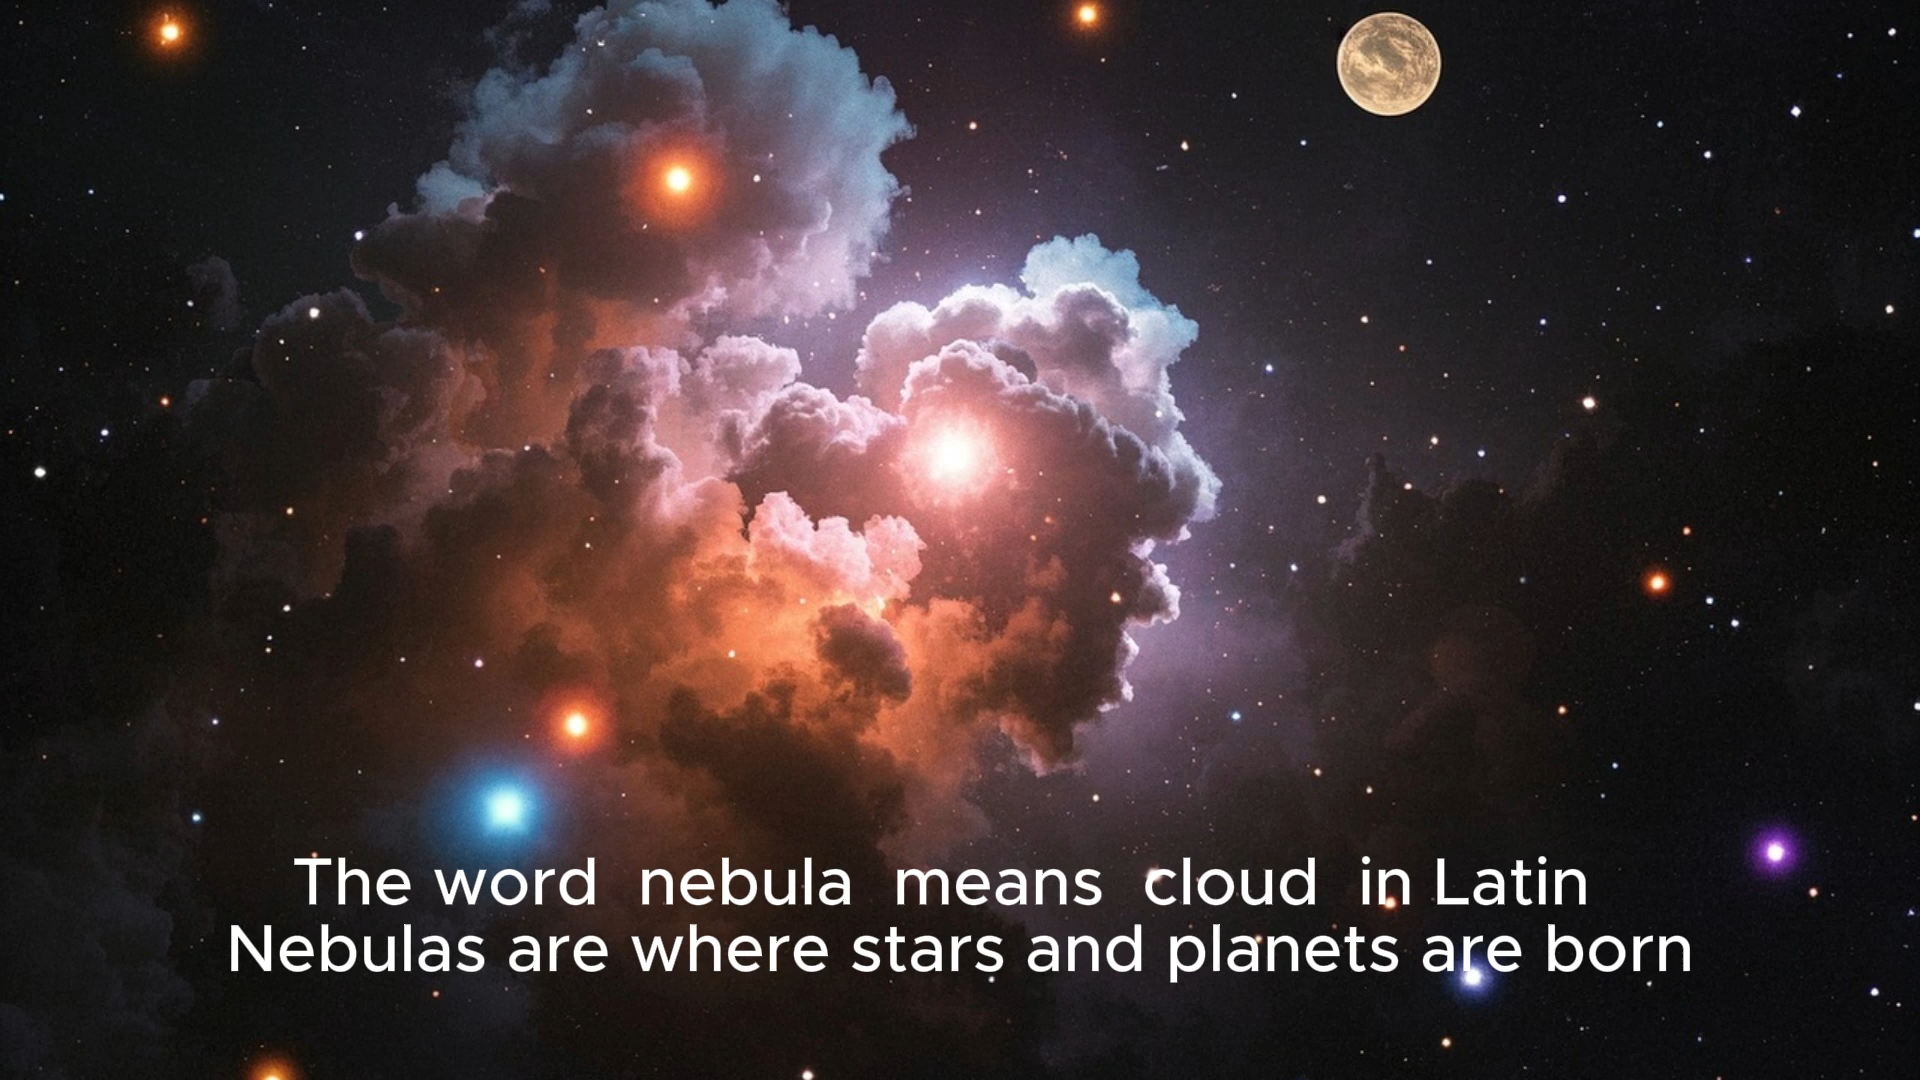 The word nebula means cloud in Latin
Nebulas are where stars and planets are born